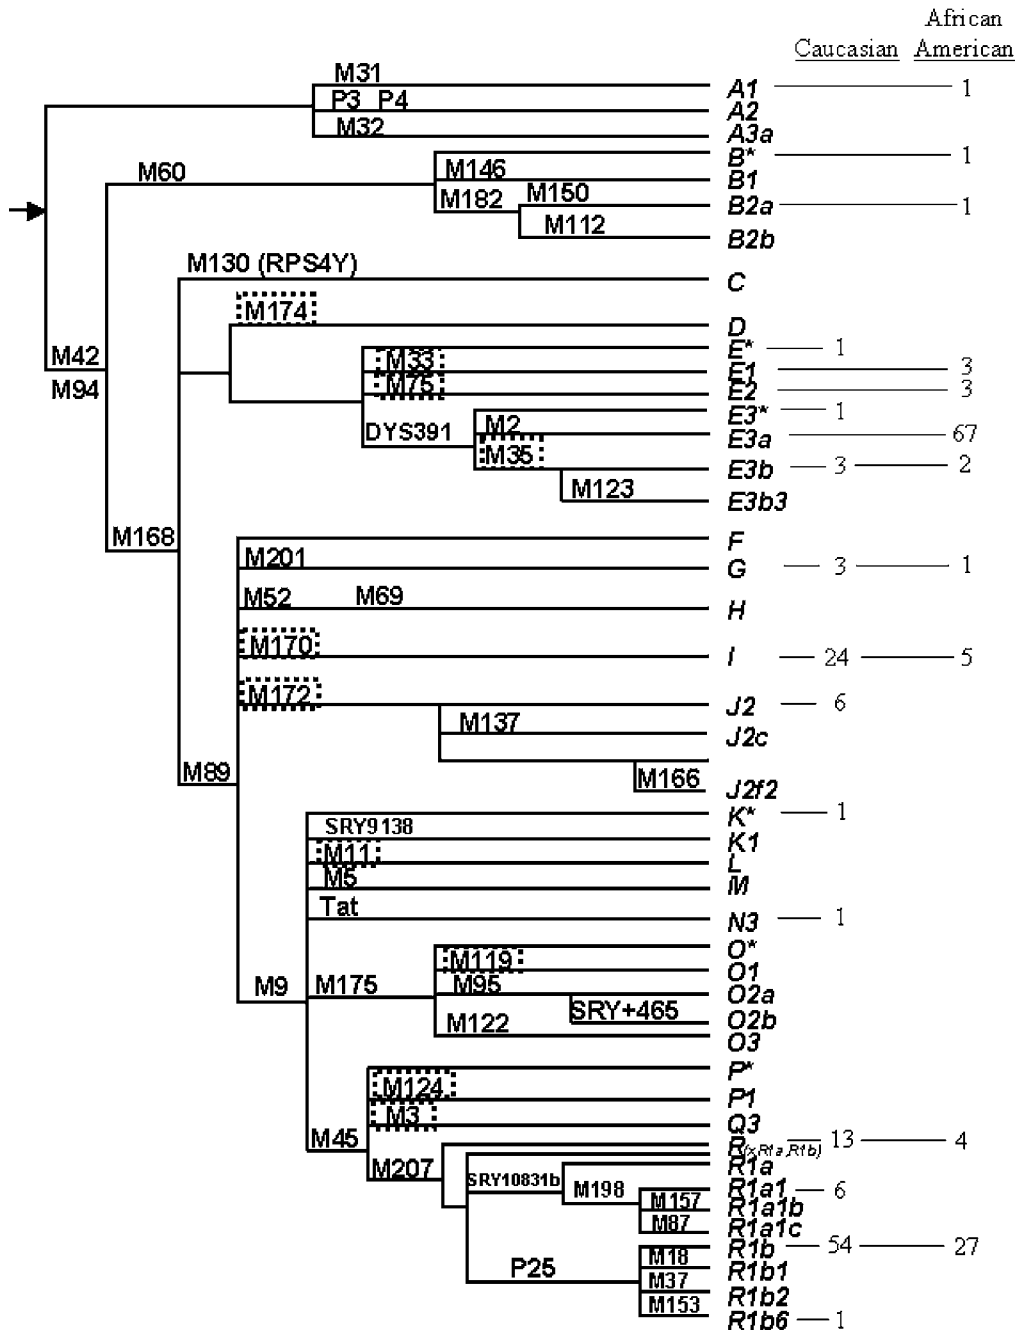 African
Caucasian American
M31
A1 1
P3 P4
A2
M32
A3a
B* 1
M60
M146
B1
M182 M150
B2a 1
M112
B2b
M130 (RPS4Y)
C
M174
D
E* 1
M42
M33
E1 3
M94
M75
E2 3
E3* 1
DYS391 M2
E3a 67
M35
E3b 3 2
M123
E3b3
M168
F
M201
G 3 1
M52 M69
H
M170
I 24 5
M172
J2 6
M137
J2c
M89
M166
J2f2
K* 1
SRY9138
K1
M11
L
M5
M
Tat
N3 1
O*
M119
O1
M9 M175 M95
O2a
SRY+465
O2b
M122
O3
P*
M124
P1
M3
Q3
M45
R(xR1a,R1b) 13 4
M207
R1a
SRY10831b M198
R1a1 6
M157
R1a1b
M87
R1a1c
R1b 54 27
M18
P25
R1b1
M37
R1b2
M153
R1b6 1